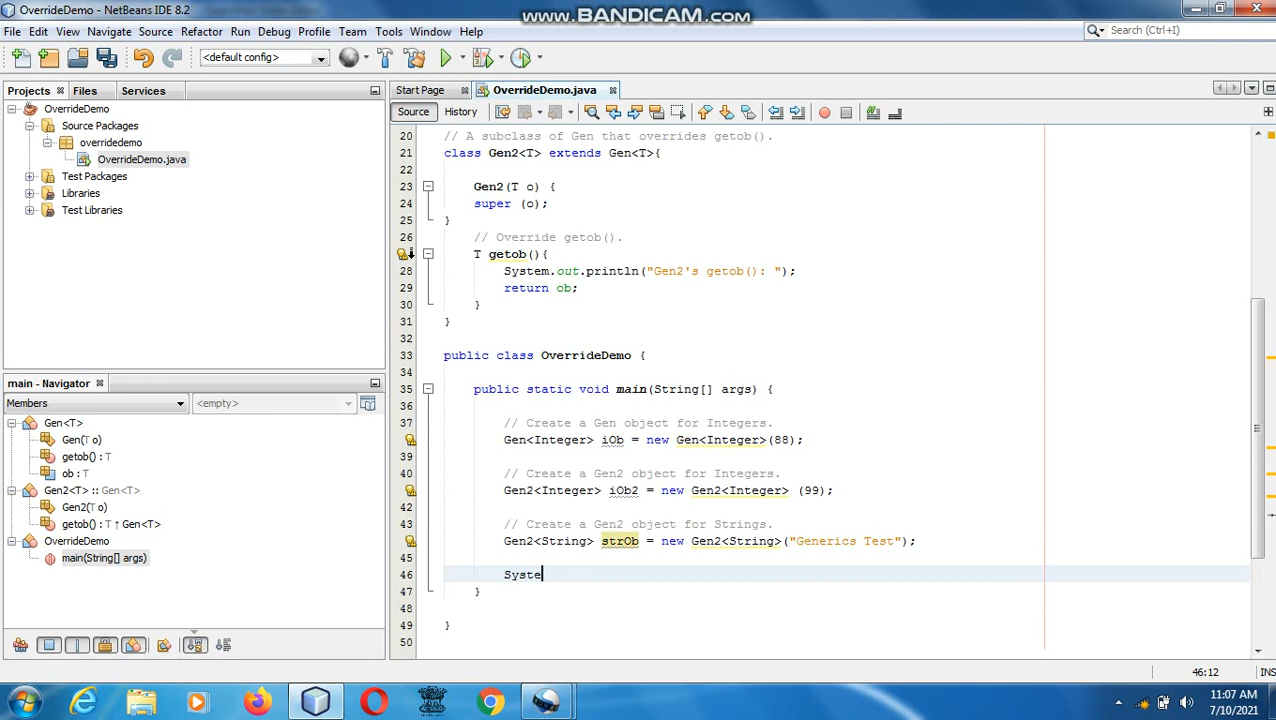 OverrideDemo - NetBeans IDE 8.2
www.BANDICAM.com
File Edit View Navigate Source Refactor Run Debug Profile Team Tools Window Help
Search (Ctrl+I)
<default config>
Projects Files Services
Start Page OverrideDemo.java
Source History
OverrideDemo
Source Packages
overridedemo
OverrideDemo.java
Test Packages
Libraries
Test Libraries
main - Navigator
Members <empty>
Gen<T>
Gen(T o)
getob() : T
ob : T
Gen2<T> :: Gen<T>
Gen2(T o)
getob() : T ↑ Gen<T>
OverrideDemo
main(String[] args)
20 // A subclass of Gen that overrides getob().
21 class Gen2<T> extends Gen<T>{
22
23 Gen2(T o) {
24 super (o);
25 }
26 // Override getob().
T getob(){
28 System.out.println("Gen2's getob(): ");
29 return ob;
30 }
31 }
32
33 public class OverrideDemo {
34
35 public static void main(String[] args) {
36
37 // Create a Gen object for Integers.
Gen<Integer> iOb = new Gen<Integer>(88);
39
40 // Create a Gen2 object for Integers.
Gen2<Integer> iOb2 = new Gen2<Integer> (99);
42
43 // Create a Gen2 object for Strings.
Gen2<String> strOb = new Gen2<String>("Generics Test");
45
46 Syste
47 }
48
49 }
50
46:12 INS
11:07 AM
7/10/2021